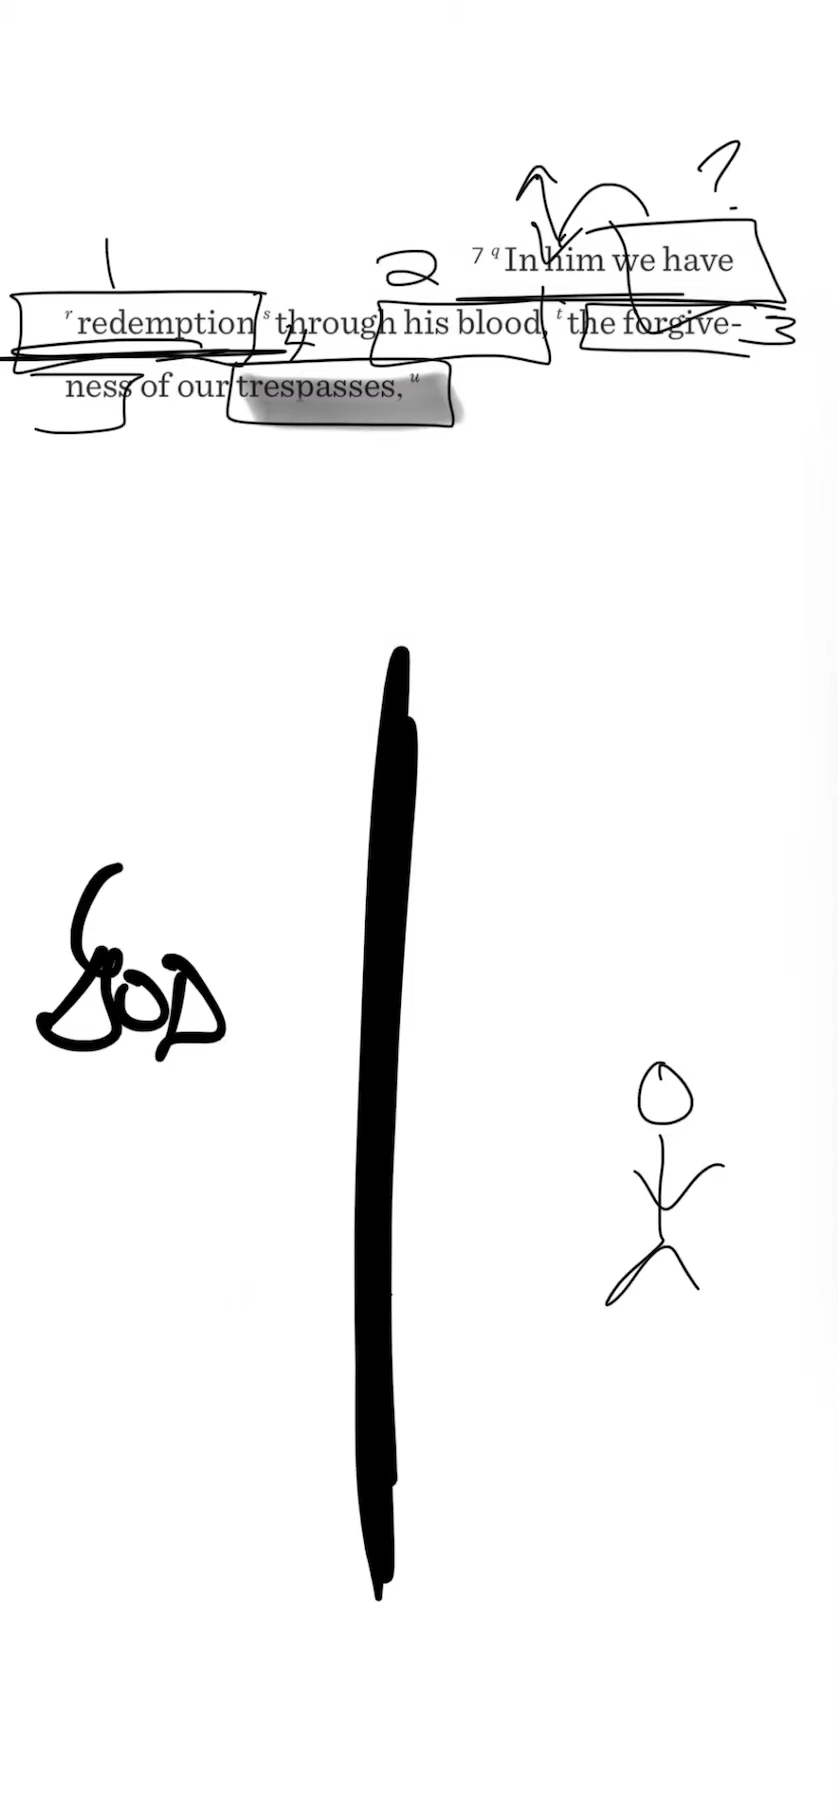 ?
1
2
7 q In him we have
r redemption s through his blood, t the forgive- 3
4
ness of our trespasses, u
GOD